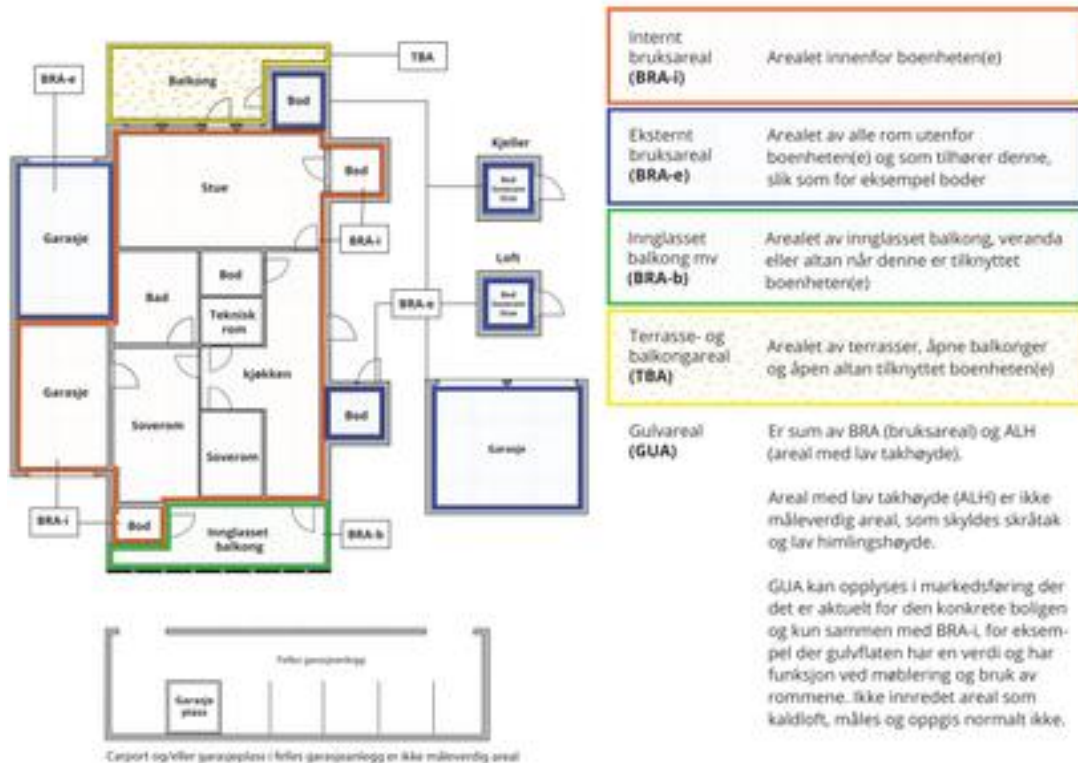 TBA
BRA-e
Balkong
Bod
Kjeller
Bod
Stue
Garasje
BRA-i
Loft
Bad
Bod
Teknisk
rom
BRA-e
kjøkken
Garasje
Soverom
Soverom
Bod
Garasje
BRA-i
Bod
Innglasset
balkong
BRA-b
Felles garasjeanlegg
Garasje
plass
Carport og/eller garasjeplass i felles garasjeanlegg er ikke måleverdig areal
Internt
bruksareal
(BRA-i)
Arealet innenfor boenheten(e)
Eksternt
bruksareal
(BRA-e)
Arealet av alle rom utenfor
boenheten(e) og som tilhører denne,
slik som for eksempel boder
Innglasset
balkong mv
(BRA-b)
Arealet av innglasset balkong, veranda
eller altan når denne er tilknyttet
boenheten(e)
Terrasse- og
balkongareal
(TBA)
Arealet av terrasser, åpne balkonger
og åpen altan tilknyttet boenheten(e)
Gulvareal
(GUA)
Er sum av BRA (bruksareal) og ALH
(areal med lav takhøyde).
Areal med lav takhøyde (ALH) er ikke
måleverdig areal, som skyldes skråtak
og lav himlingshøyde.
GUA kan opplyses i markedsføring der
det er aktuelt for den konkrete boligen
og kun sammen med BRA-i, for eksem-
pel der gulvflaten har en verdi og har
funksjon ved møblering og bruk av
rommene. Ikke innredet areal som
kaldloft, måles og oppgis normalt ikke.